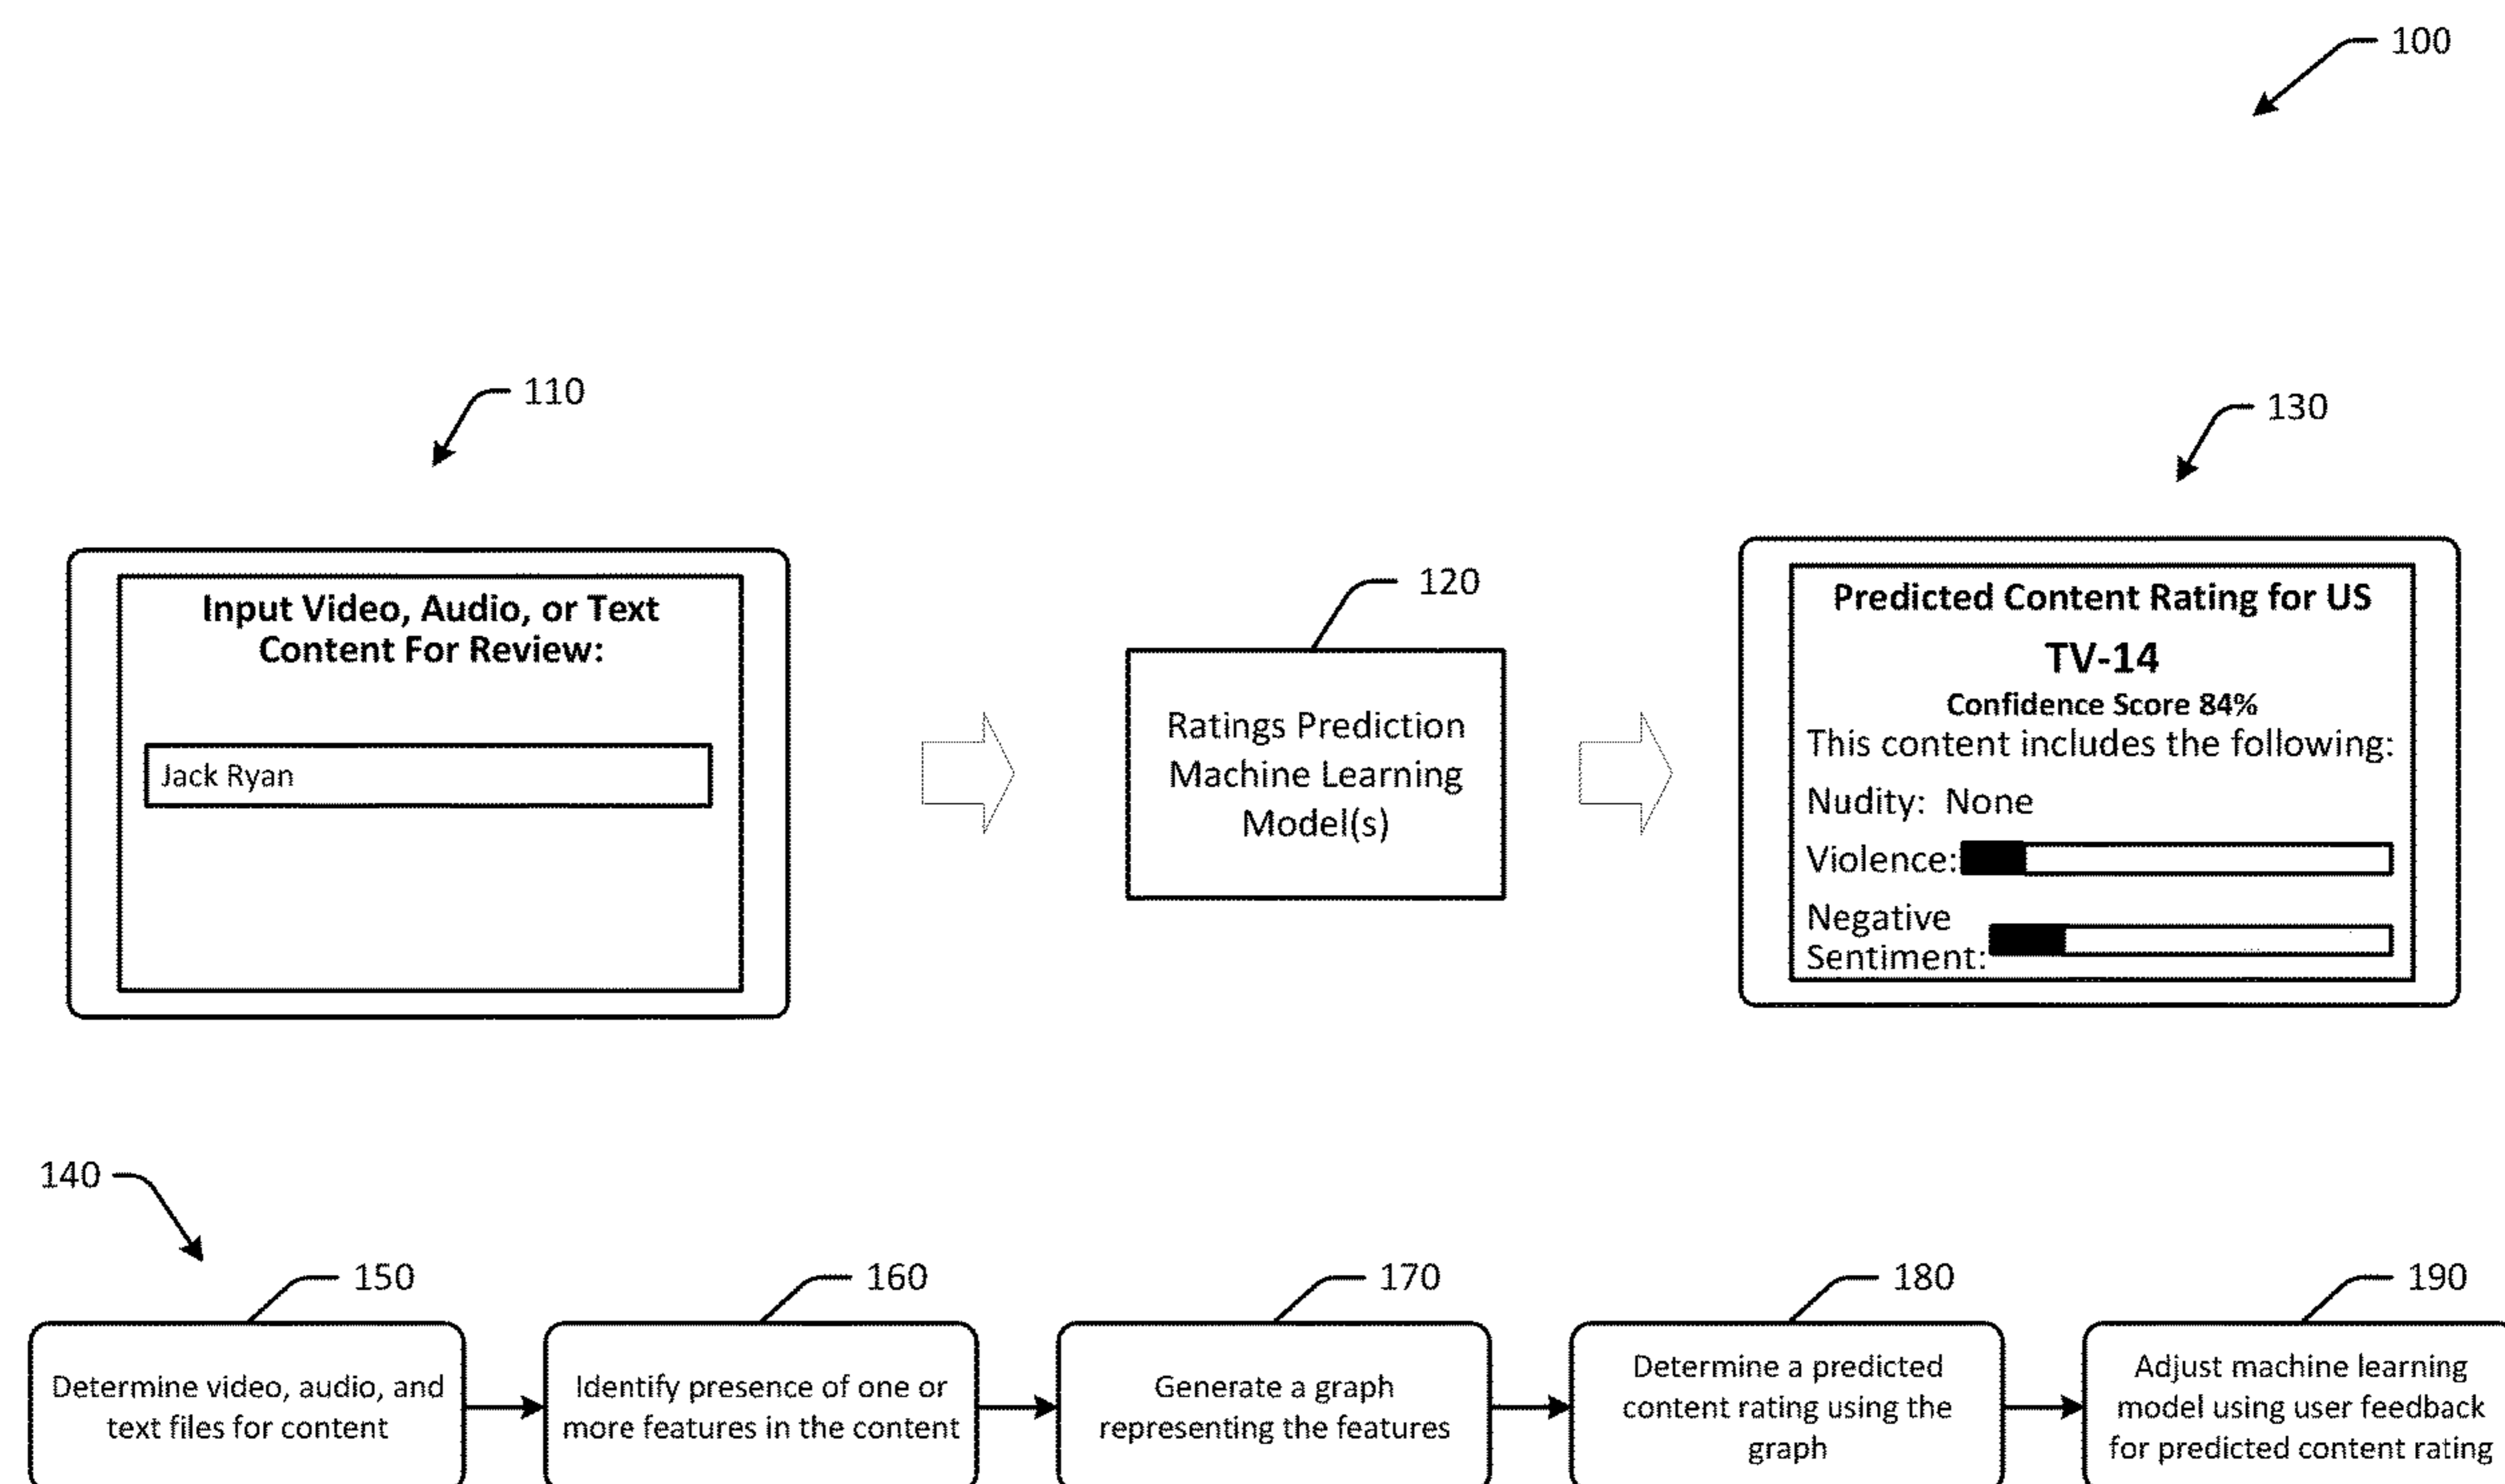 100
110
130
Input Video, Audio, or Text
Content For Review:
Jack Ryan
120
Ratings Prediction
Machine Learning
Model(s)
Predicted Content Rating for US
TV-14
Confidence Score 84%
This content includes the following:
Nudity: None
Violence:
Negative
Sentiment:
140
150
160
170
180
190
Determine video, audio, and
text files for content
Identify presence of one or
more features in the content
Generate a graph
representing the features
Determine a predicted
content rating using the
graph
Adjust machine learning
model using user feedback
for predicted content rating